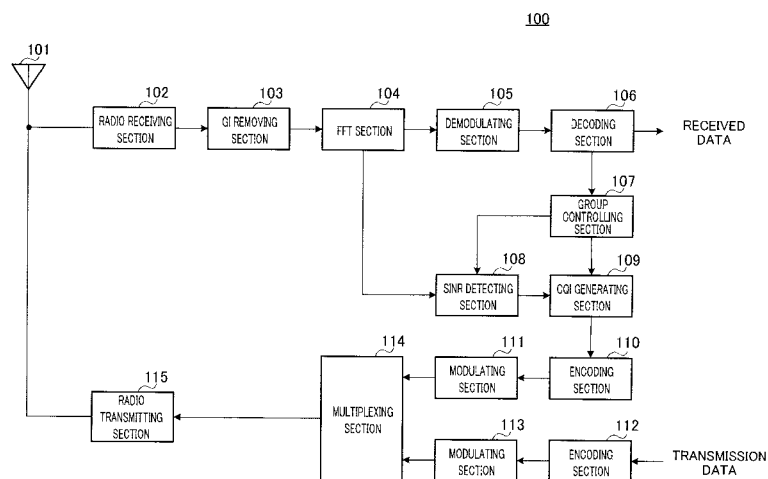 100
101
102
RADIO RECEIVING
SECTION
103
GI REMOVING
SECTION
104
FFT SECTION
105
DEMODULATING
SECTION
106
DECODING
SECTION
RECEIVED
DATA
107
GROUP
CONTROLLING
SECTION
108
SINR DETECTING
SECTION
109
CQI GENERATING
SECTION
110
ENCODING
SECTION
111
MODULATING
SECTION
114
MULTIPLEXING
SECTION
115
RADIO
TRANSMITTING
SECTION
113
MODULATING
SECTION
112
ENCODING
SECTION
TRANSMISSION
DATA